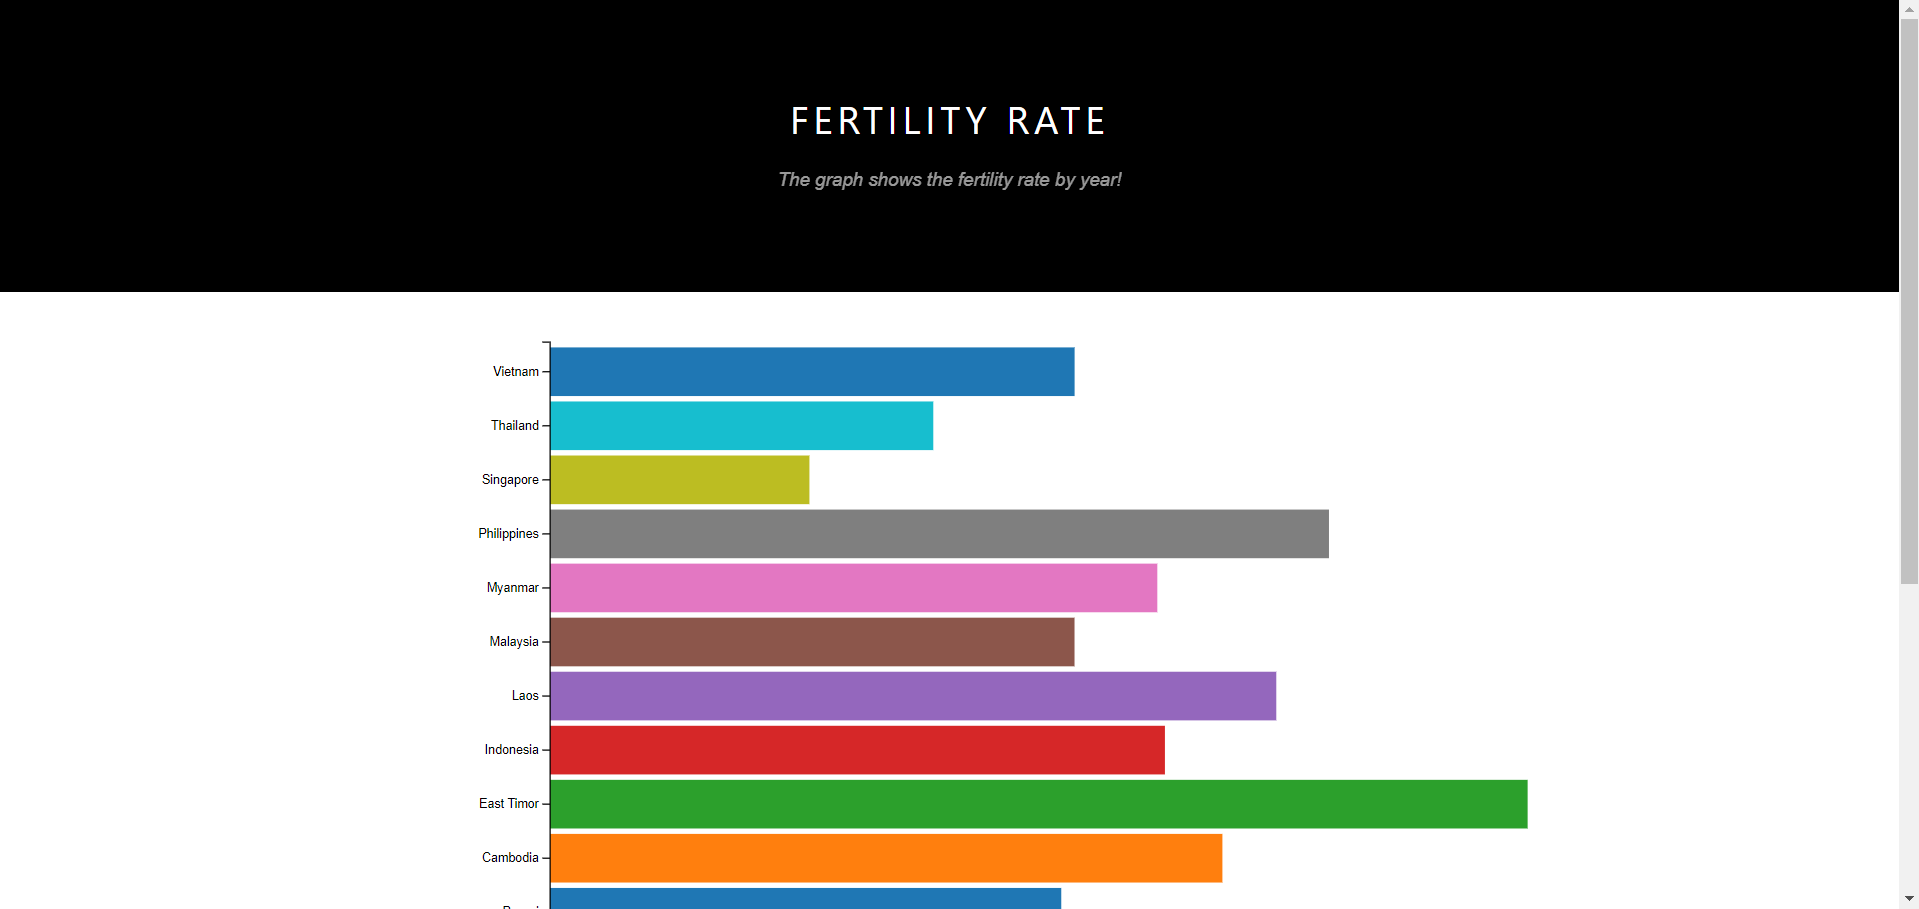 FERTILITY RATE
The graph shows the fertility rate by year!
Vietnam
Thailand
Singapore
Philippines
Myanmar
Malaysia
Laos
Indonesia
East Timor
Cambodia